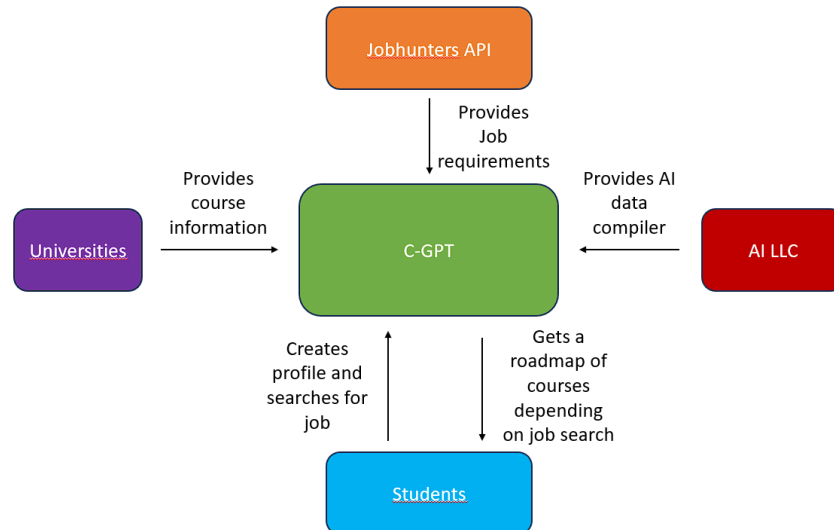 Jobhunters API
Provides
Job
requirements
Provides
course
information
Provides AI
data
compiler
Universities
C-GPT
AI LLC
Creates
profile and
searches for
job
Gets a
roadmap of
courses
depending
on job search
Students